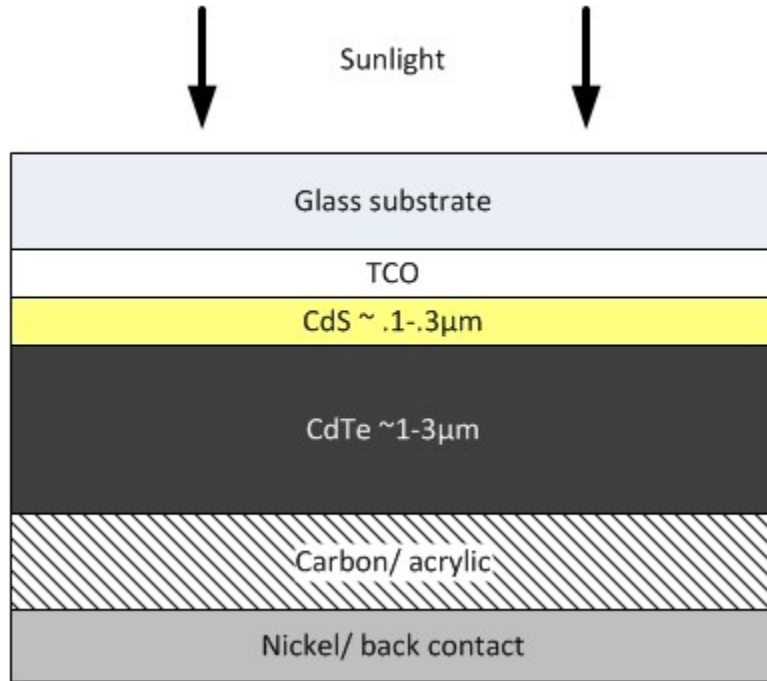 Sunlight
Glass substrate
TCO
CdS ~ .1-.3µm
CdTe ~1-3µm
Carbon/ acrylic
Nickel/ back contact